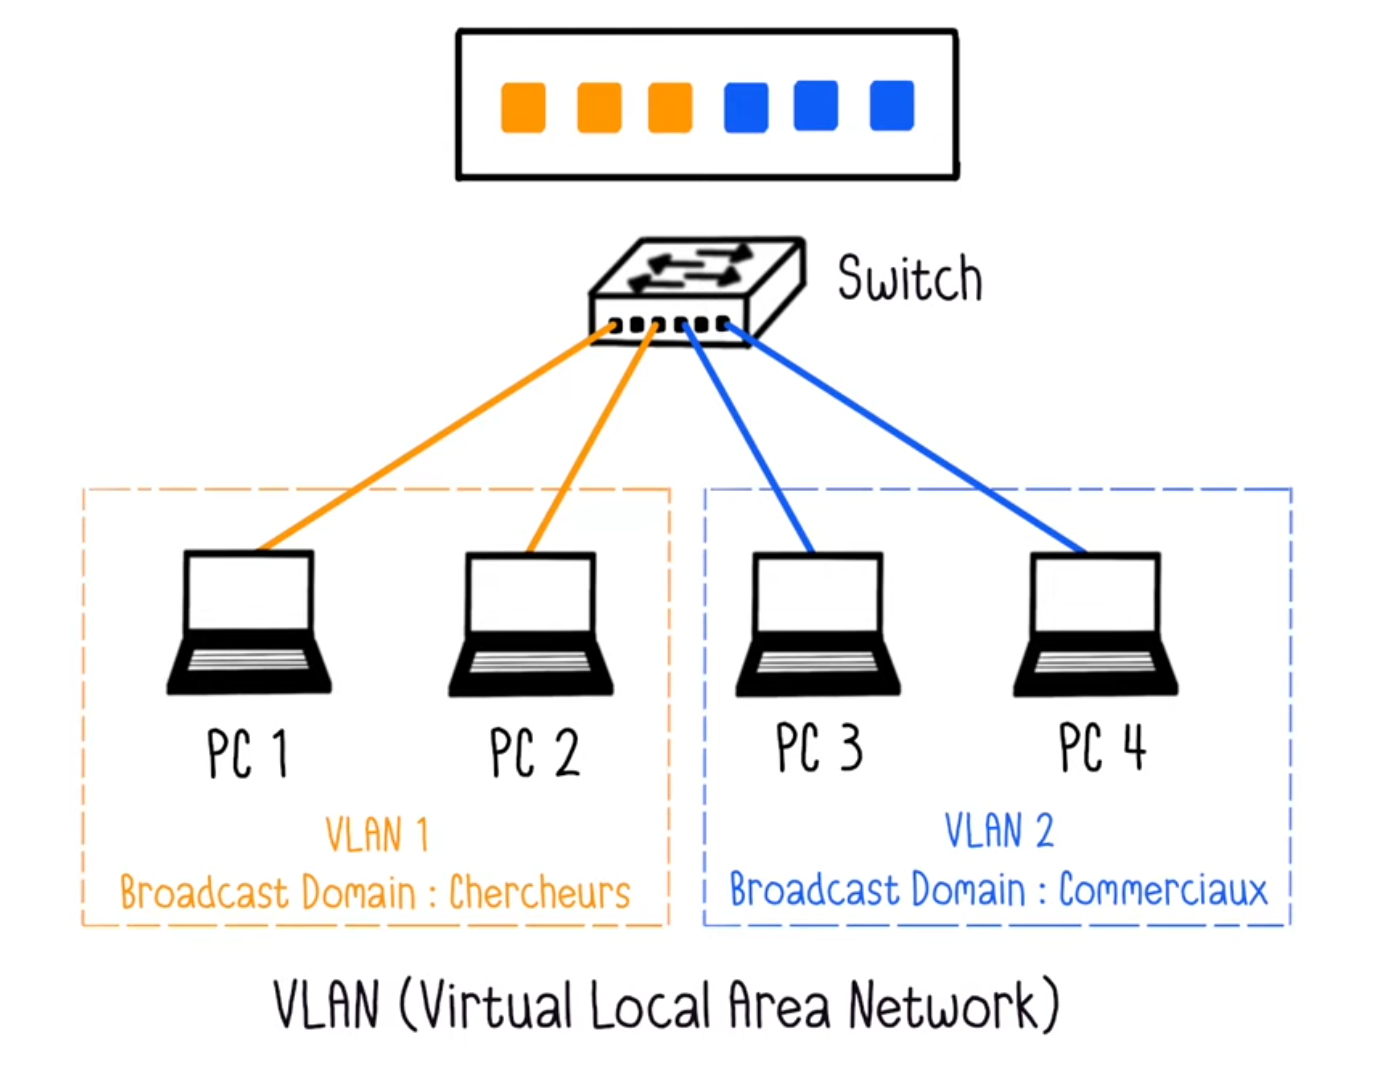 Switch
PC 1
PC 2
PC 3
PC 4
VLAN 1
Broadcast Domain : Chercheurs
VLAN 2
Broadcast Domain : Commerciaux
VLAN (Virtual Local Area Network)